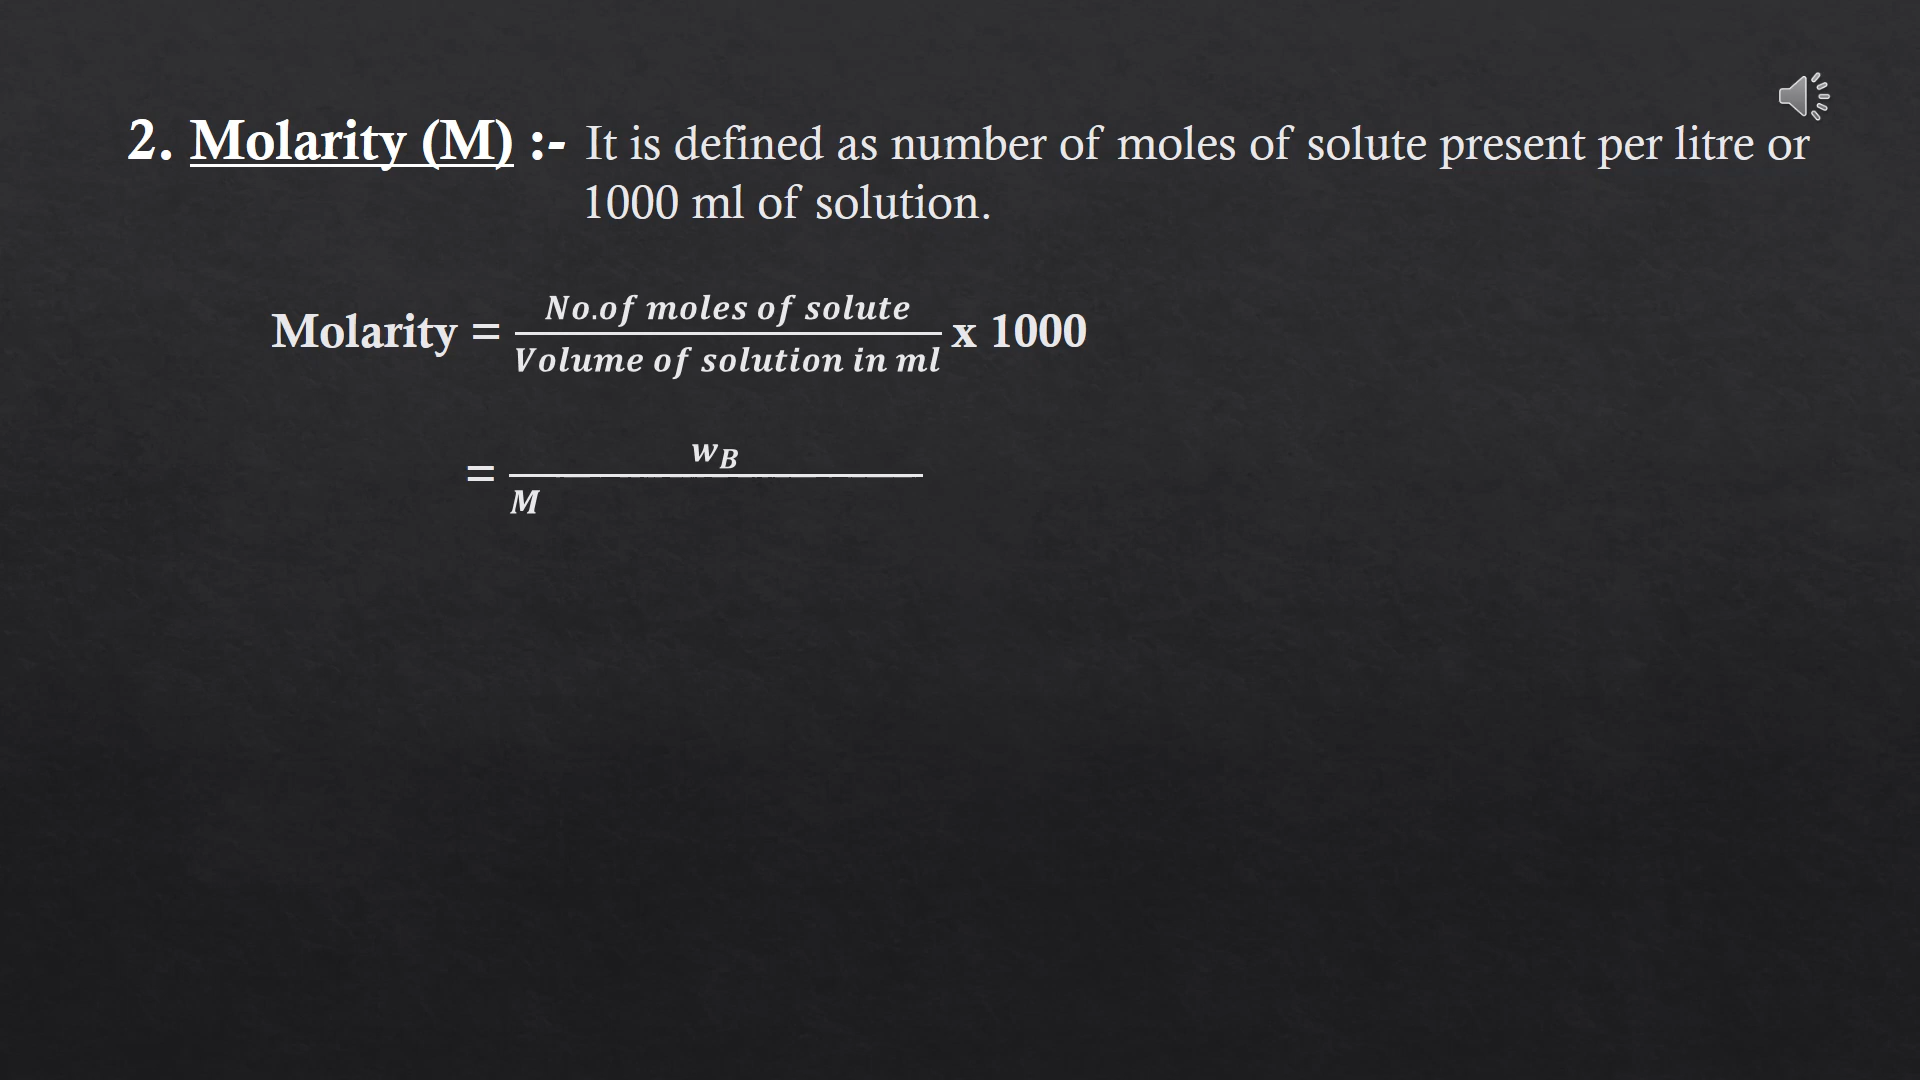 2. Molarity (M) :- It is defined as number of moles of solute present per litre or
1000 ml of solution.
No.of moles of solute
Molarity = x 1000
Volume of solution in ml
w_B
=
M